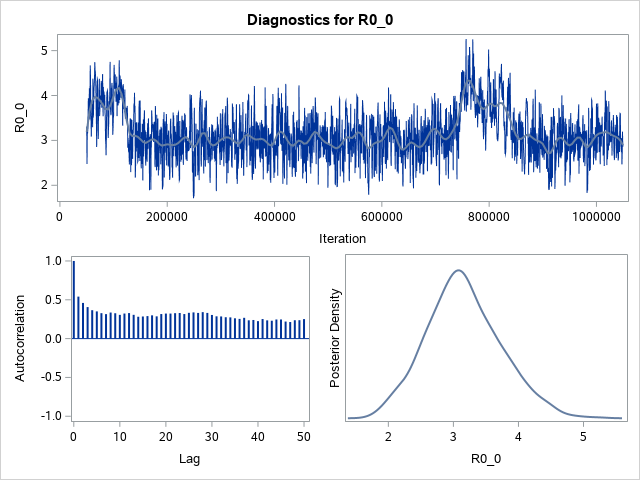 Diagnostics for R0_0
R0_0
5
4
3
2
0 200000 400000 600000 800000 1000000
Iteration
Autocorrelation
1.0
0.5
0.0
-0.5
-1.0
0 10 20 30 40 50
Lag
Posterior Density
2 3 4 5
R0_0